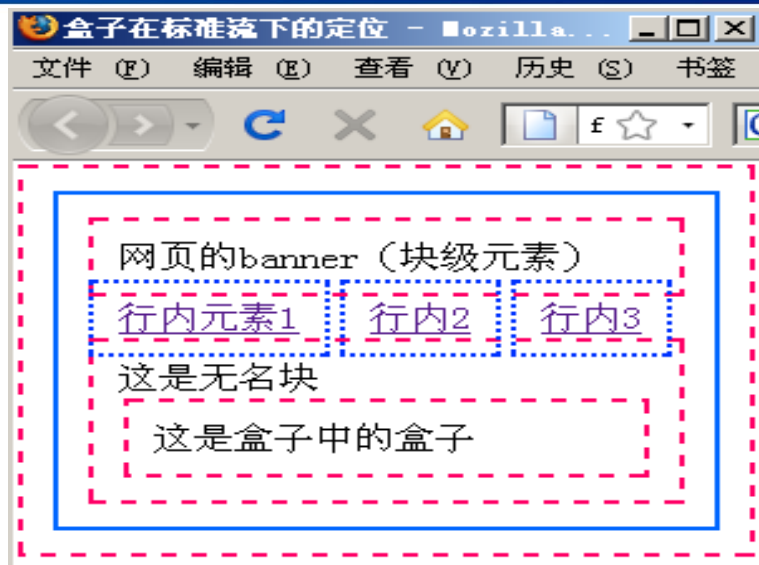 盒子在标准流下的定位 - Mozilla...
文件 (F) 编辑 (E) 查看 (V) 历史 (S) 书签
f
网页的banner（块级元素）
行内元素1 行内2 行内3
这是无名块
这是盒子中的盒子